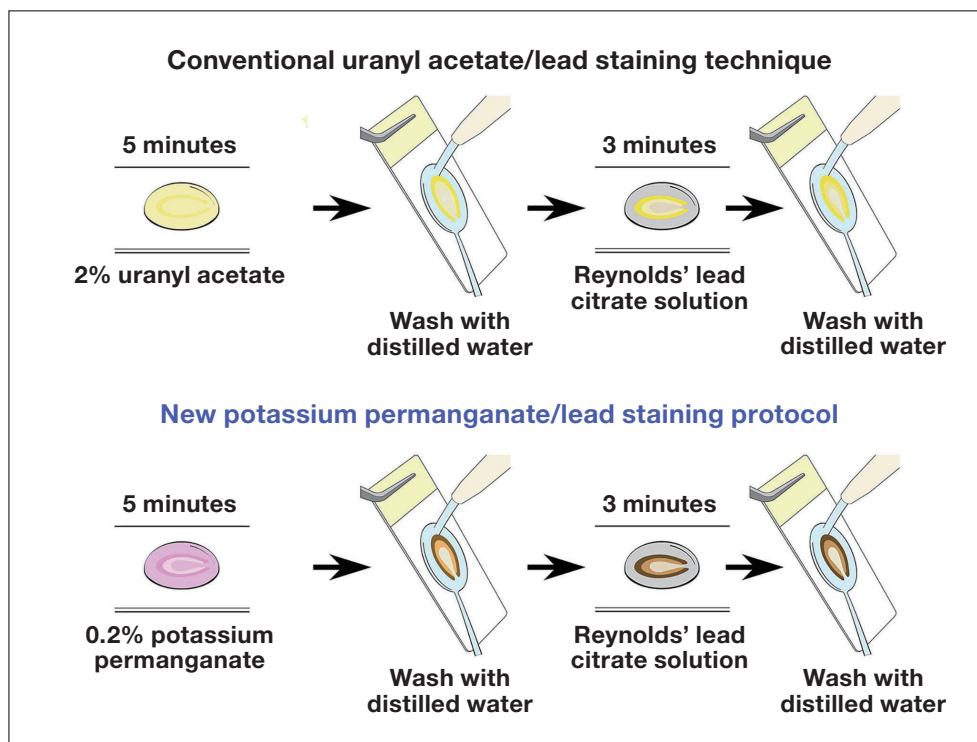 Conventional uranyl acetate/lead staining technique
5 minutes
3 minutes
2% uranyl acetate
Reynolds’ lead
citrate solution
Wash with
distilled water
Wash with
distilled water
New potassium permanganate/lead staining protocol
5 minutes
3 minutes
0.2% potassium
permanganate
Reynolds’ lead
citrate solution
Wash with
distilled water
Wash with
distilled water